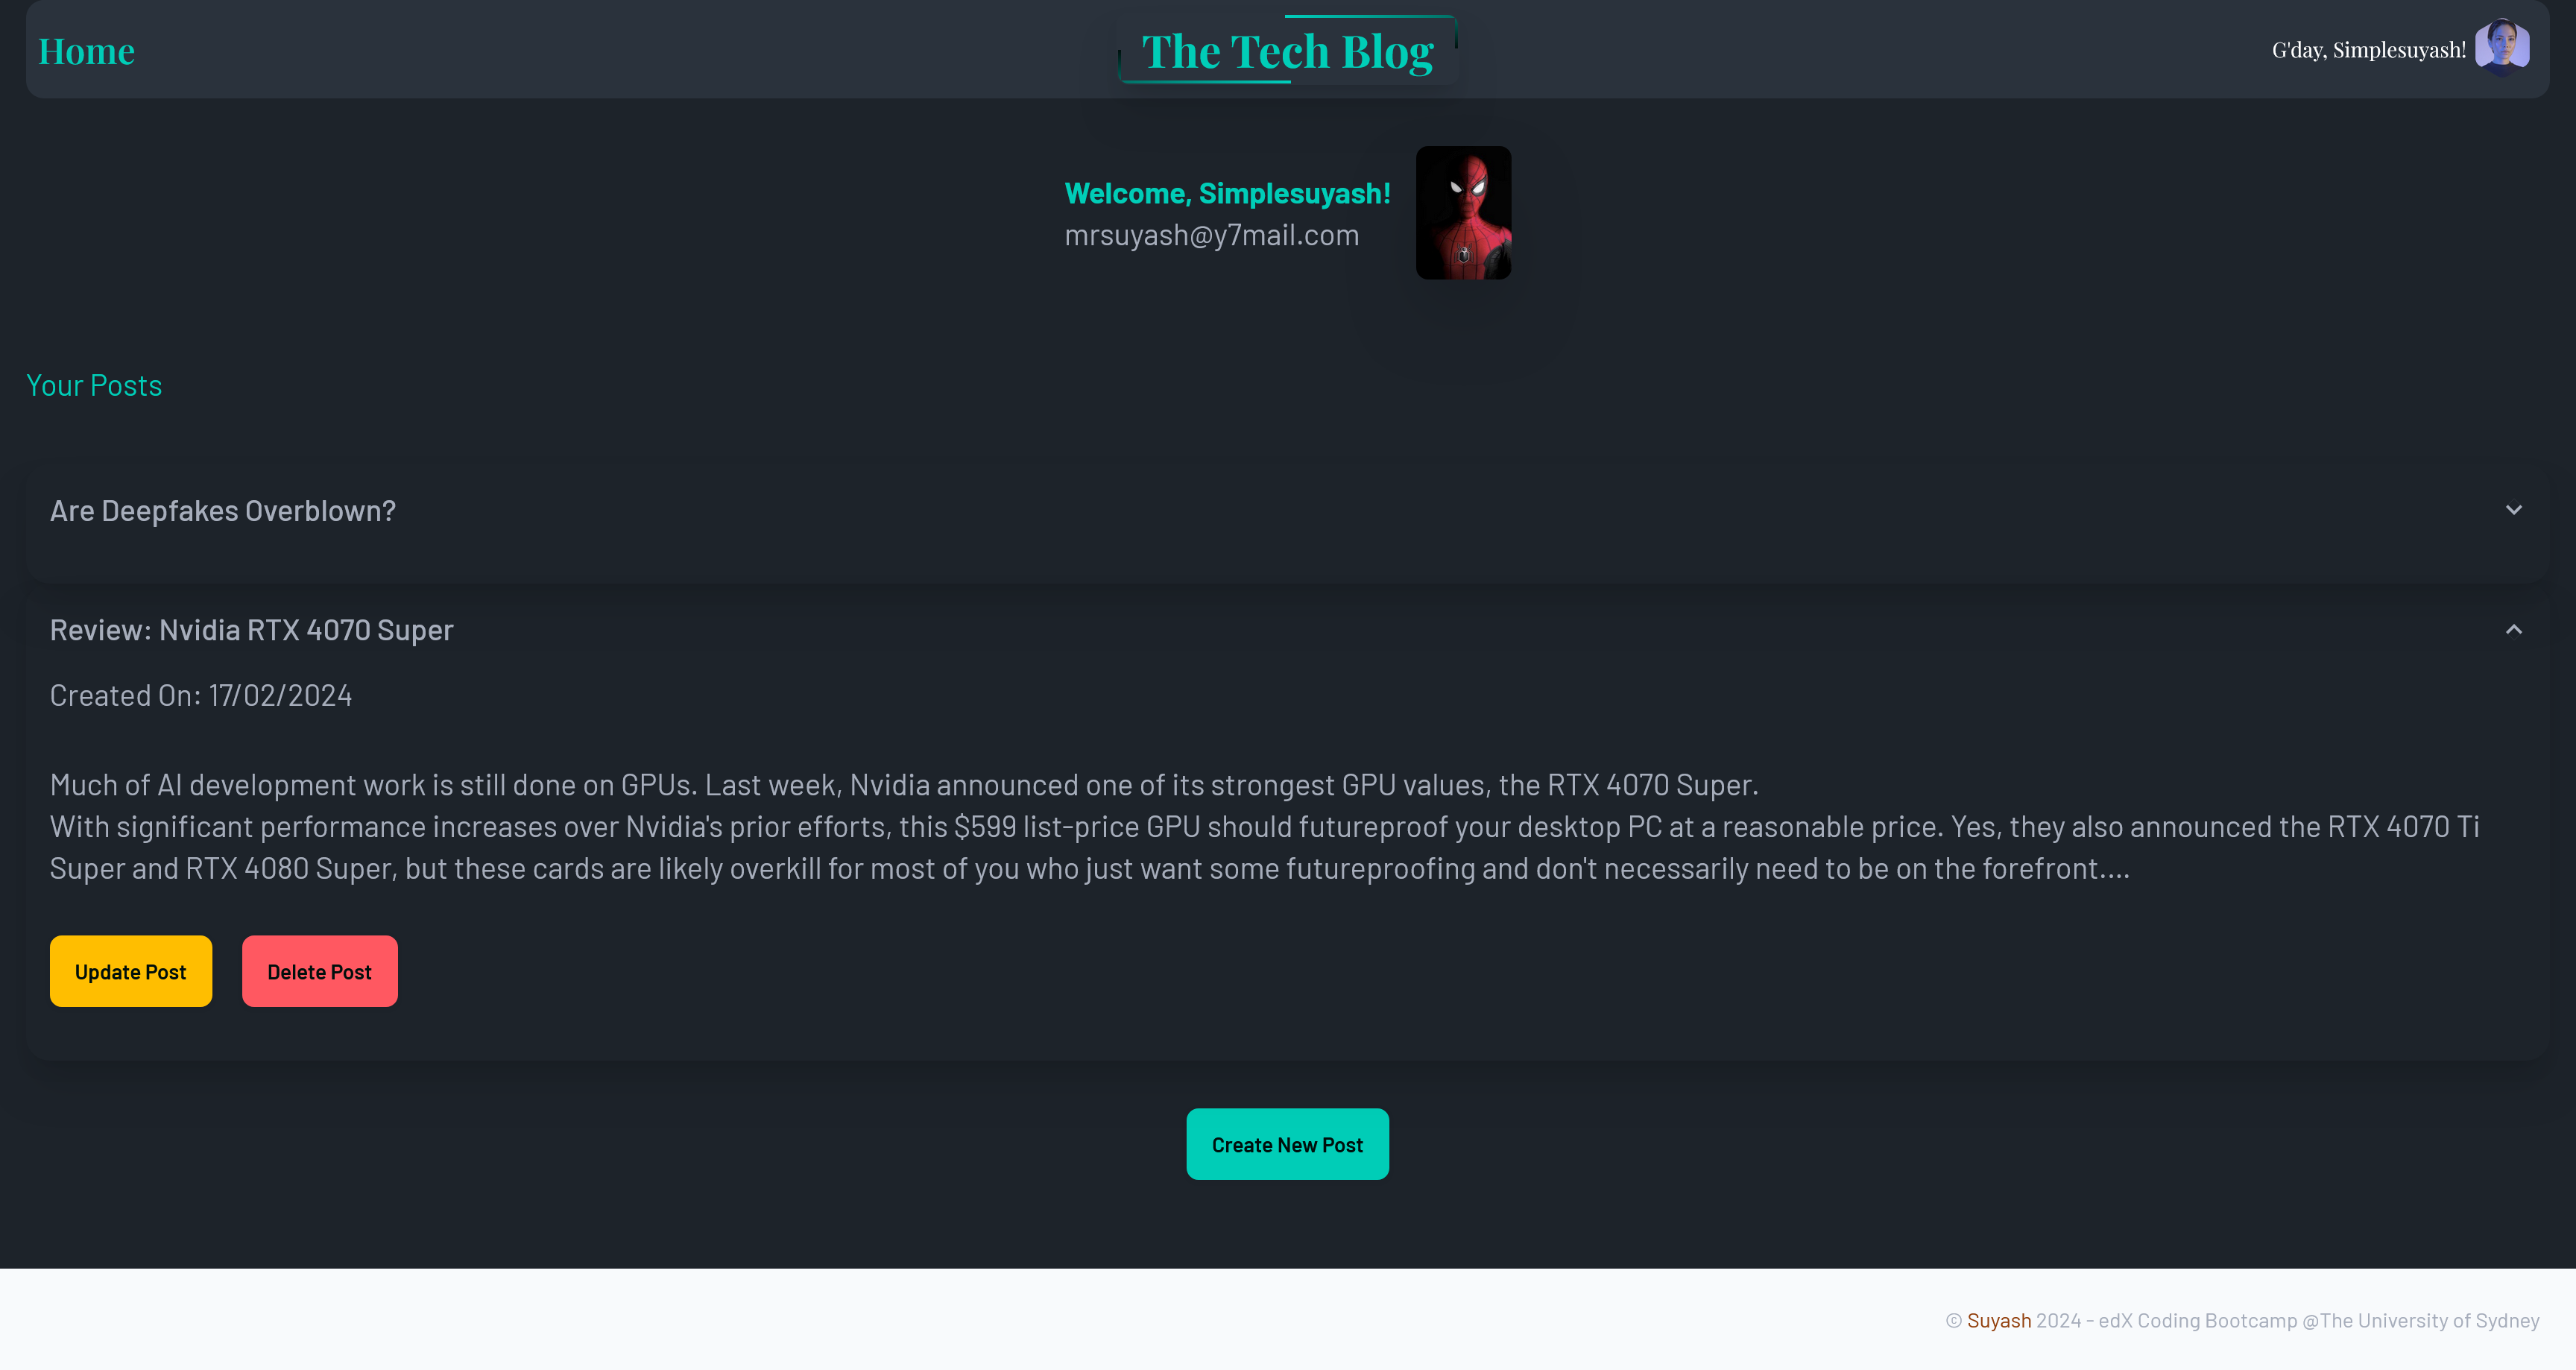 Home
The Tech Blog
G'day, Simplesuyash!
Welcome, Simplesuyash!
mrsuyash@y7mail.com
Your Posts
Are Deepfakes Overblown?
Review: Nvidia RTX 4070 Super
Created On: 17/02/2024
Much of AI development work is still done on GPUs. Last week, Nvidia announced one of its strongest GPU values, the RTX 4070 Super.
With significant performance increases over Nvidia's prior efforts, this $599 list-price GPU should futureproof your desktop PC at a reasonable price. Yes, they also announced the RTX 4070 Ti
Super and RTX 4080 Super, but these cards are likely overkill for most of you who just want some futureproofing and don't necessarily need to be on the forefront....
Update Post
Delete Post
Create New Post
© Suyash 2024 - edX Coding Bootcamp @The University of Sydney